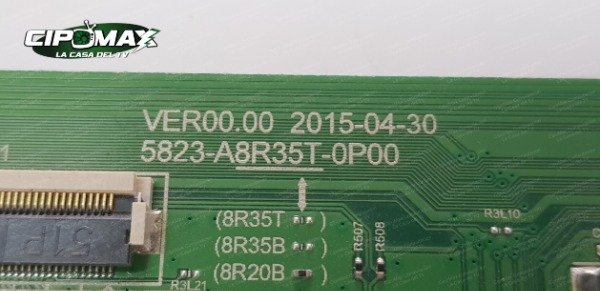 CIPOMAX
LA CASA DEL TV
VER00.00 2015-04-30
5823-A8R35T-0P00
(8R35T )
(8R35B )
(8R20B )
R507
R508
R3L10
R3L21
51P